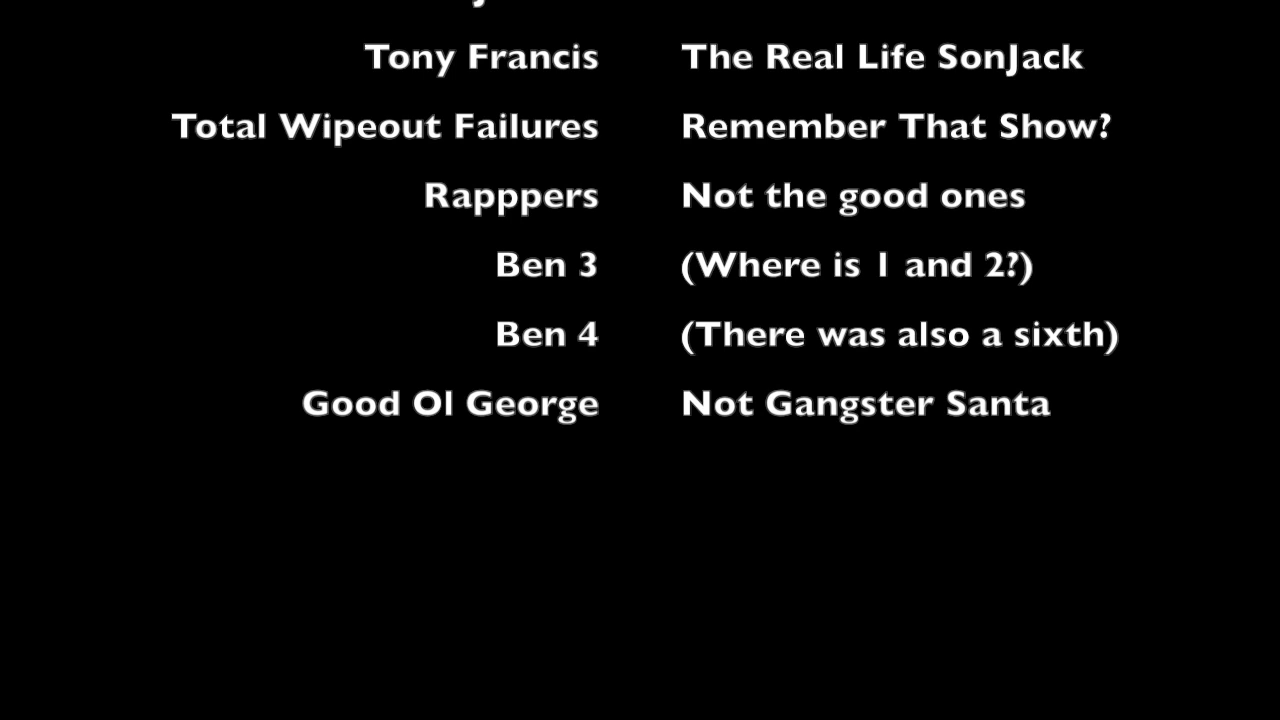 Tony Francis The Real Life SonJack
Total Wipeout Failures Remember That Show?
Rapppers Not the good ones
Ben 3 (Where is 1 and 2?)
Ben 4 (There was also a sixth)
Good Ol George Not Gangster Santa